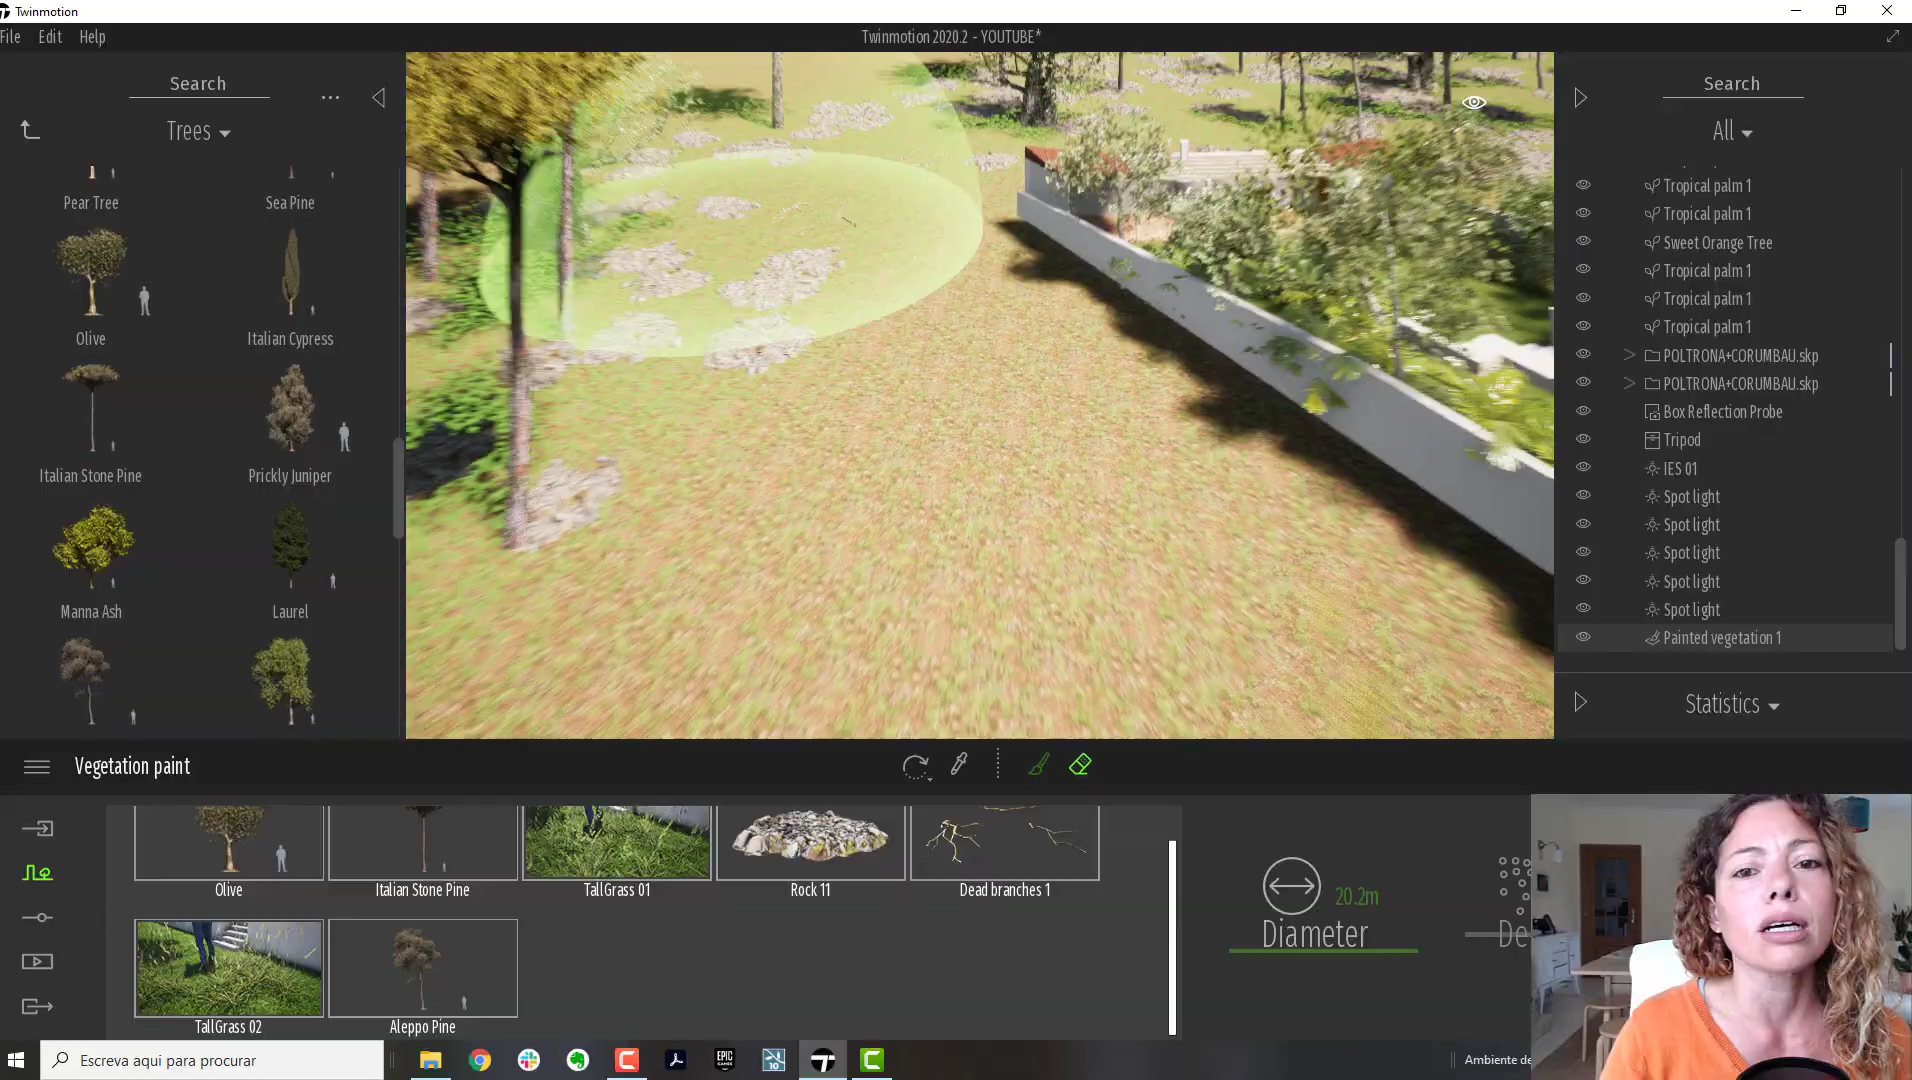 Twinmotion
File Edit Help
Twinmotion 2020.2 - YOUTUBE*
Search
Trees
Pear Tree
Sea Pine
Olive
Italian Cypress
Italian Stone Pine
Prickly Juniper
Manna Ash
Laurel
Search
All
Tropical palm 1
Tropical palm 1
Sweet Orange Tree
Tropical palm 1
Tropical palm 1
Tropical palm 1
> POLTRONA+CORUMBAU.skp
> POLTRONA+CORUMBAU.skp
Box Reflection Probe
Tripod
IES 01
Spot light
Spot light
Spot light
Spot light
Spot light
Painted vegetation 1
Statistics
Vegetation paint
Olive
Italian Stone Pine
TallGrass 01
Rock 11
Dead branches 1
TallGrass 02
Aleppo Pine
20.2m
Diameter
De
Escreva aqui para procurar
EPIC
GAMES
10
Ambiente de